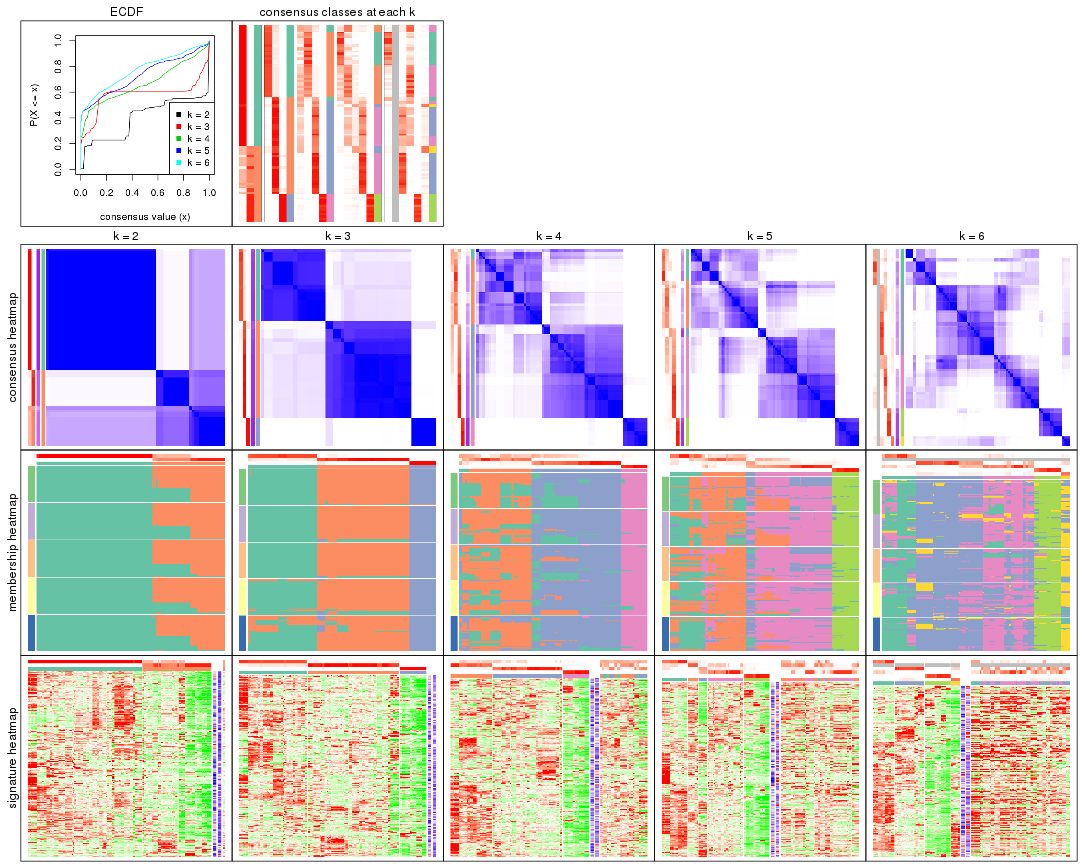 ECDF
consensus classes at each k
P(X <= x)
0.0
0.2
0.4
0.6
0.8
1.0
k = 2
k = 3
k = 4
k = 5
k = 6
0.0
0.2
0.4
0.6
0.8
1.0
consensus value (x)
k = 2
k = 3
k = 4
k = 5
k = 6
consensus heatmap
membership heatmap
signature heatmap